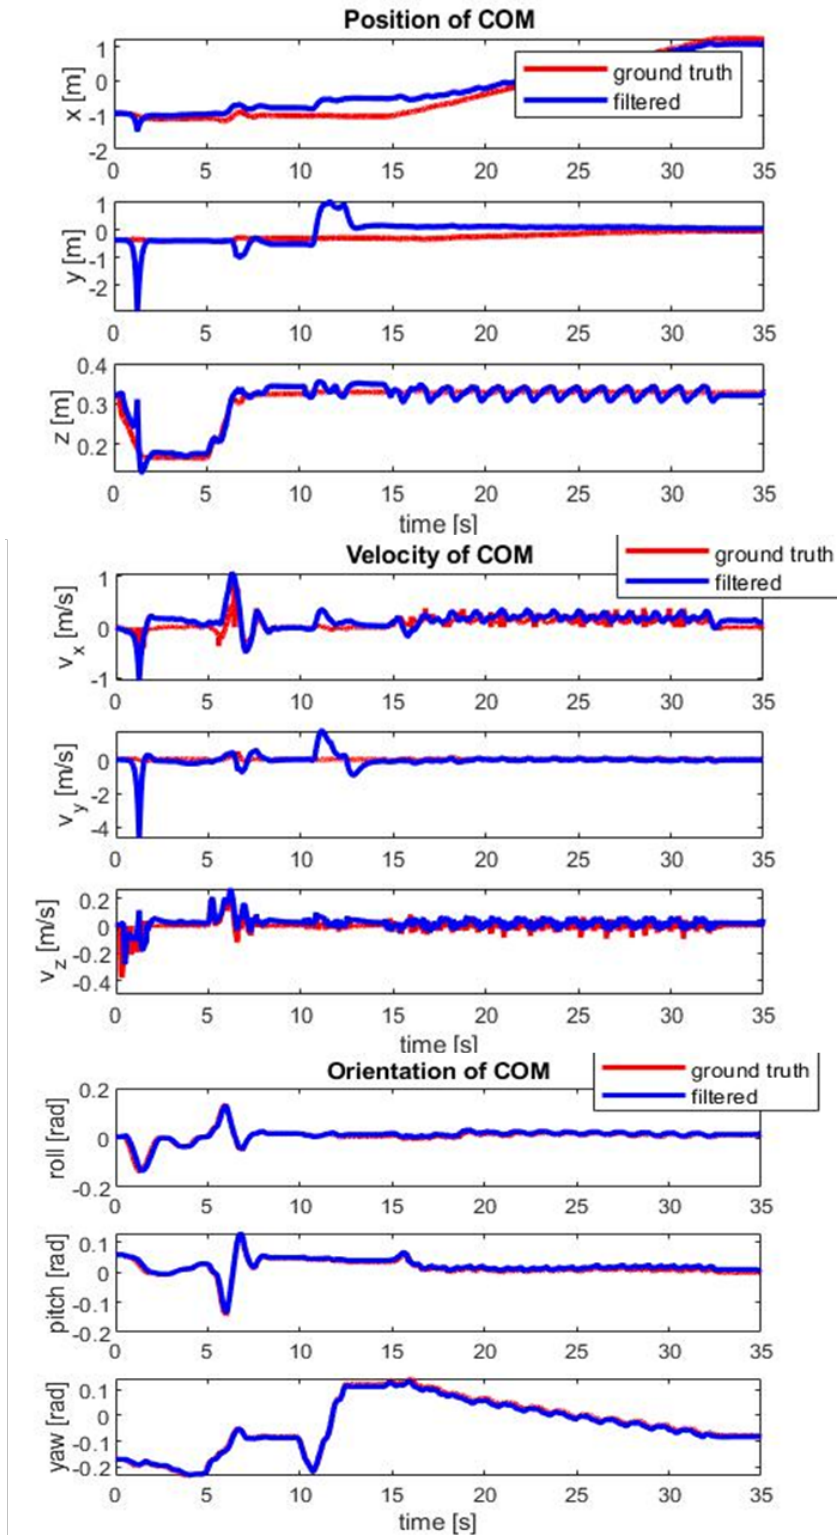 Position of COM
x [m]
1
0
-1
-2
ground truth
filtered
0 5 10 15 20 25 30 35
y [m]
1
0
-1
-2
0 5 10 15 20 25 30 35
z [m]
0.4
0.3
0.2
0 5 10 15 20 25 30 35
time [s]
Velocity of COM
ground truth
filtered
v_x [m/s]
1
0
-1
0 5 10 15 20 25 30 35
v_y [m/s]
0
-2
-4
0 5 10 15 20 25 30 35
v_z [m/s]
0.2
0
-0.2
-0.4
0 5 10 15 20 25 30 35
time [s]
Orientation of COM
ground truth
filtered
roll [rad]
0.2
0
-0.2
0 5 10 15 20 25 30 35
pitch [rad]
0.1
0
-0.1
-0.2
0 5 10 15 20 25 30 35
yaw [rad]
0.1
0
-0.1
-0.2
0 5 10 15 20 25 30 35
time [s]